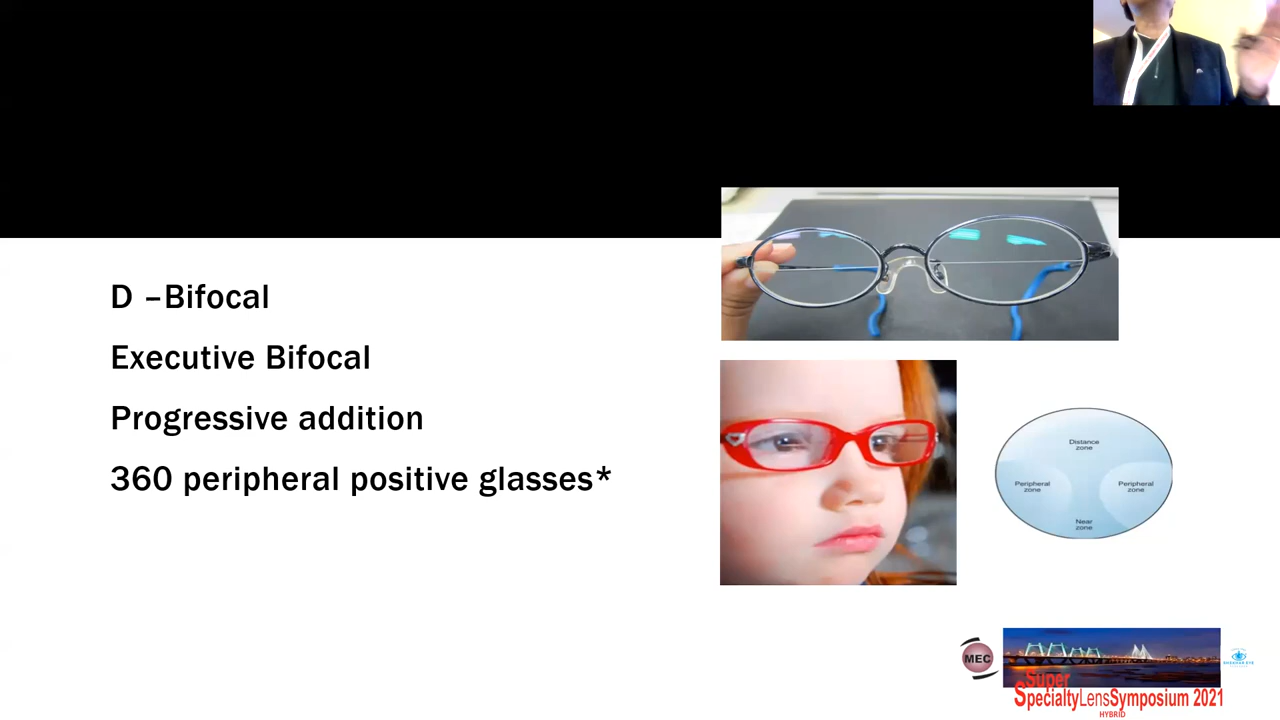 D –Bifocal
Executive Bifocal
Progressive addition
360 peripheral positive glasses*
Distance
zone
Peripheral
zone
Peripheral
zone
Near
zone
MEC
Super
SpecialtyLensSymposium 2021
HYBRID